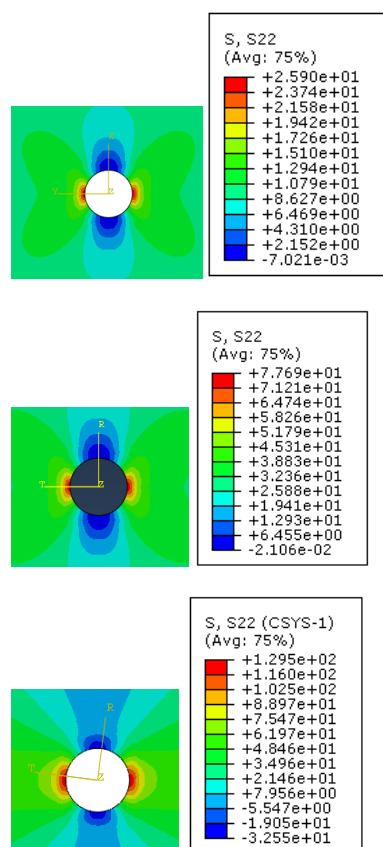 S, S22
(Avg: 75%)
+2.590e+01
+2.374e+01
+2.158e+01
+1.942e+01
+1.726e+01
+1.510e+01
+1.294e+01
+1.079e+01
+8.627e+00
+6.469e+00
+4.310e+00
+2.152e+00
-7.021e-03
Z
S, S22
(Avg: 75%)
+7.769e+01
+7.121e+01
+6.474e+01
+5.826e+01
+5.179e+01
+4.531e+01
+3.883e+01
+3.236e+01
+2.588e+01
+1.941e+01
+1.293e+01
+6.455e+00
-2.106e-02
R
T
Z
S, S22 (CSYS-1)
(Avg: 75%)
+1.295e+02
+1.160e+02
+1.025e+02
+8.897e+01
+7.547e+01
+6.197e+01
+4.846e+01
+3.496e+01
+2.146e+01
+7.956e+00
-5.547e+00
-1.905e+01
-3.255e+01
R
T
Z